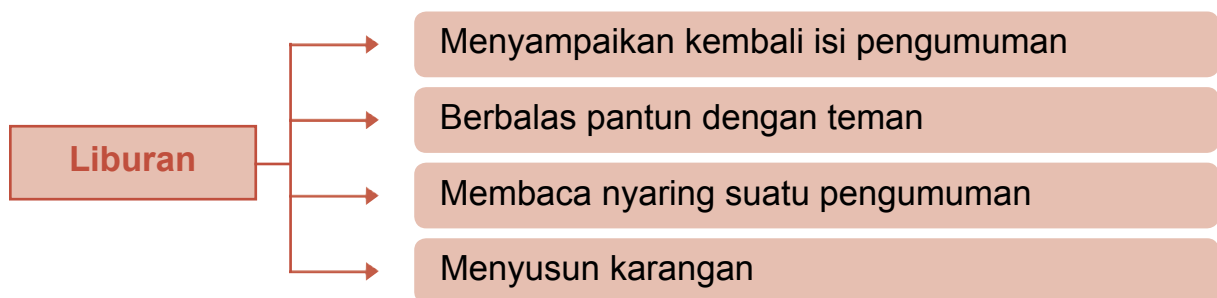 Liburan
Menyampaikan kembali isi pengumuman
Berbalas pantun dengan teman
Membaca nyaring suatu pengumuman
Menyusun karangan